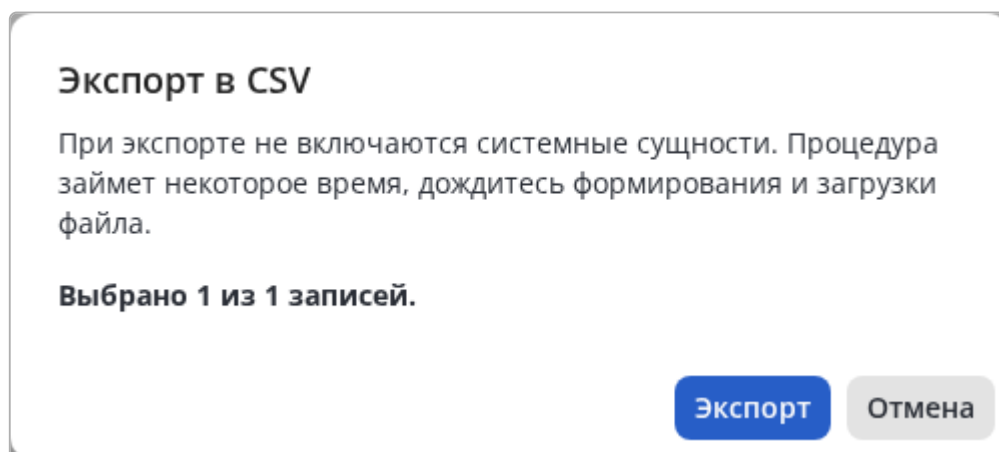 Экспорт в CSV
При экспорте не включаются системные сущности. Процедура
займет некоторое время, дождитесь формирования и загрузки
файла.
Выбрано 1 из 1 записей.
Экспорт
Отмена